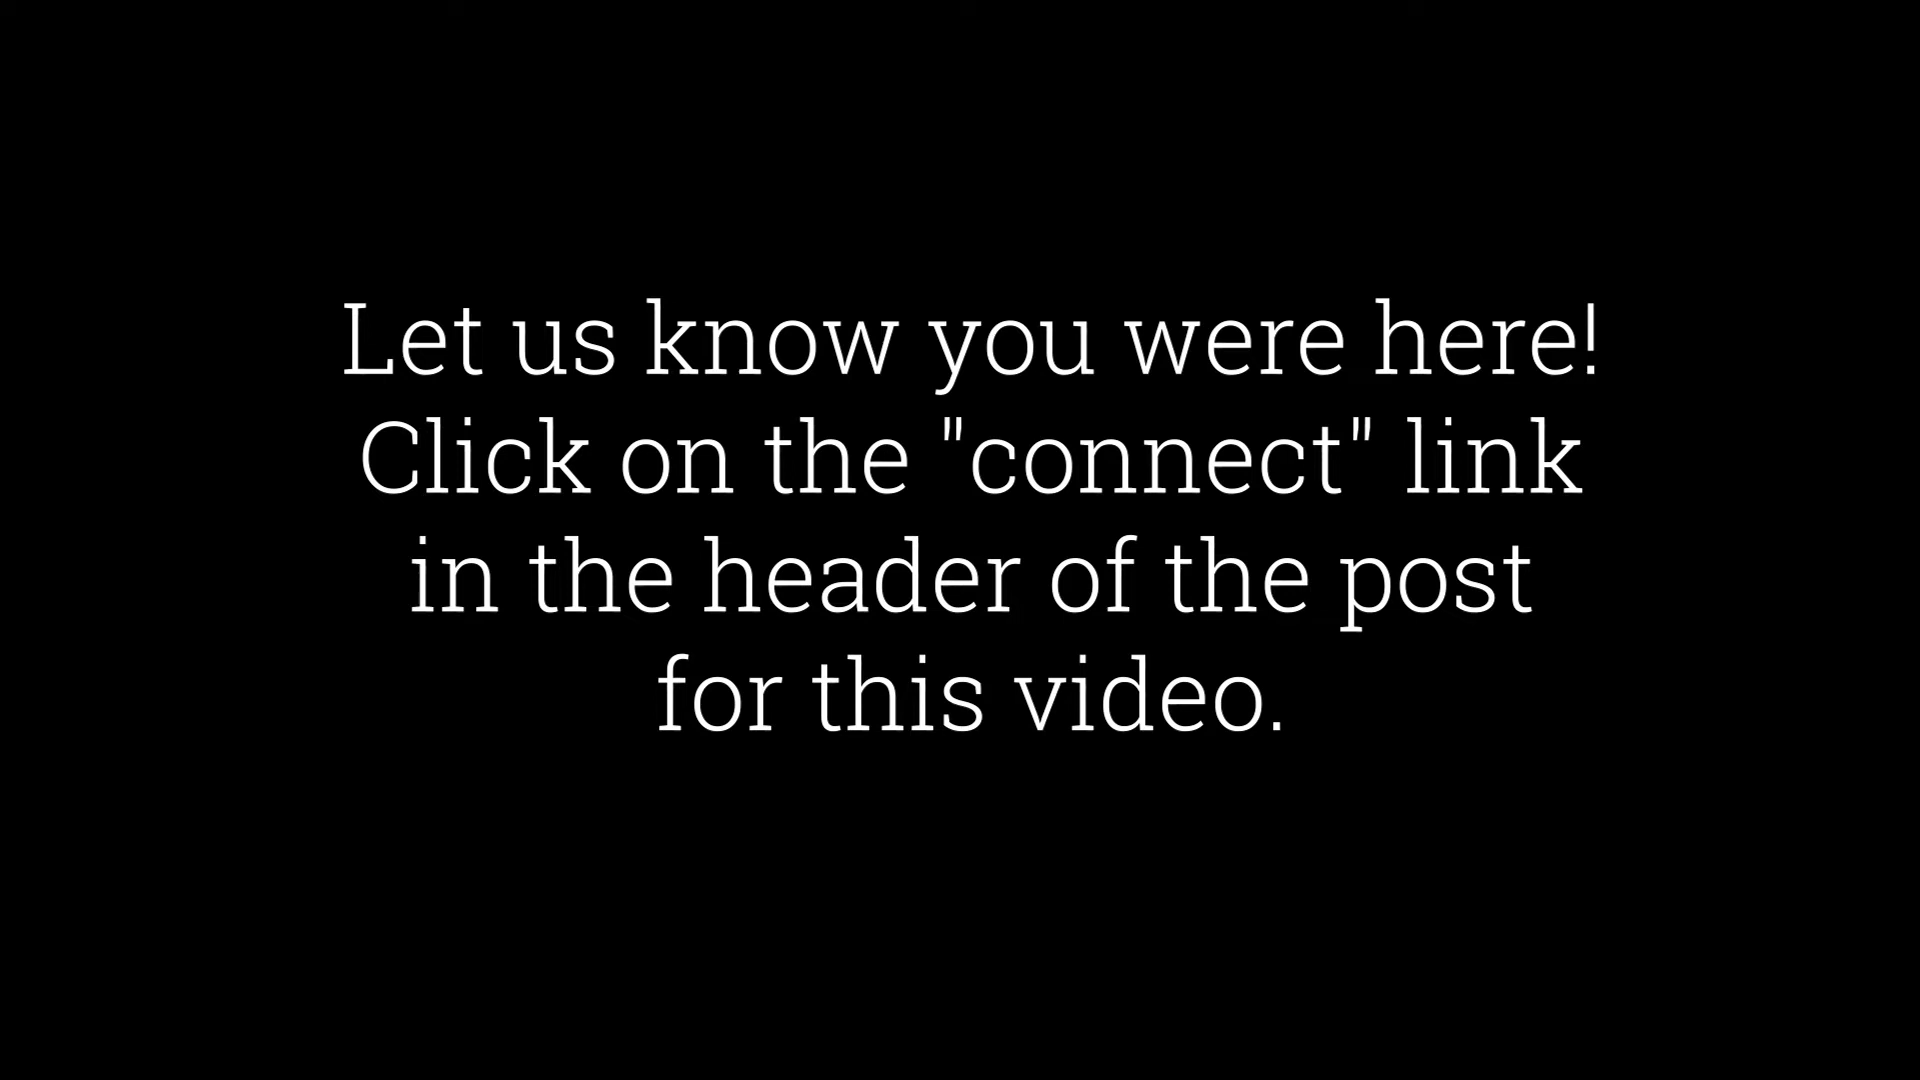 Let us know you were here!
Click on the "connect" link
in the header of the post
for this video.